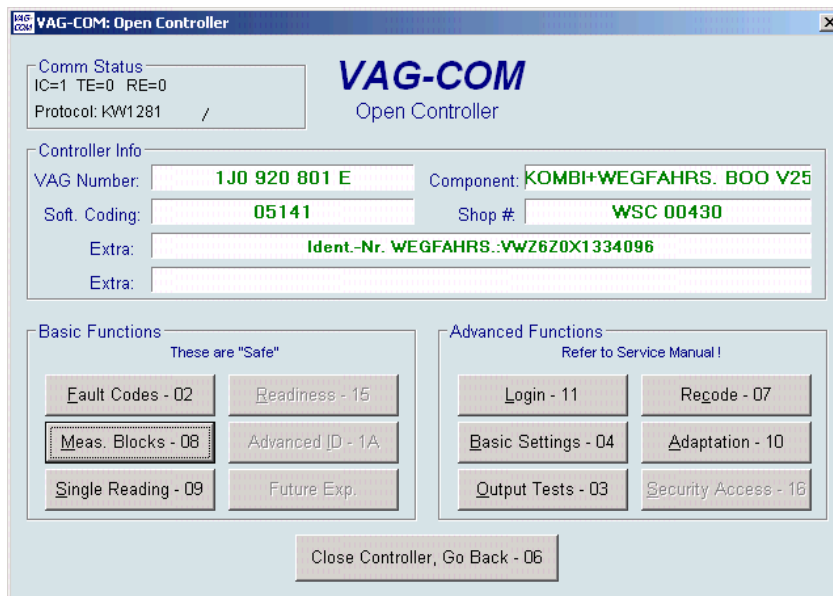 VAG-COM: Open Controller
Comm Status
IC=1 TE=0 RE=0
Protocol: KW1281 /
VAG-COM
Open Controller
Controller Info
VAG Number: 1J0 920 801 E Component: KOMBI+WEGFAHRS. BOO V25
Soft. Coding: 05141 Shop #: WSC 00430
Extra: Ident.-Nr. WEGFAHRS.:VWZ6Z0X1334096
Extra:
Basic Functions
These are "Safe"
Fault Codes - 02 Readiness - 15
Meas. Blocks - 08 Advanced ID - 1A
Single Reading - 09 Future Exp.
Advanced Functions
Refer to Service Manual !
Login - 11 Recode - 07
Basic Settings - 04 Adaptation - 10
Output Tests - 03 Security Access - 16
Close Controller, Go Back - 06